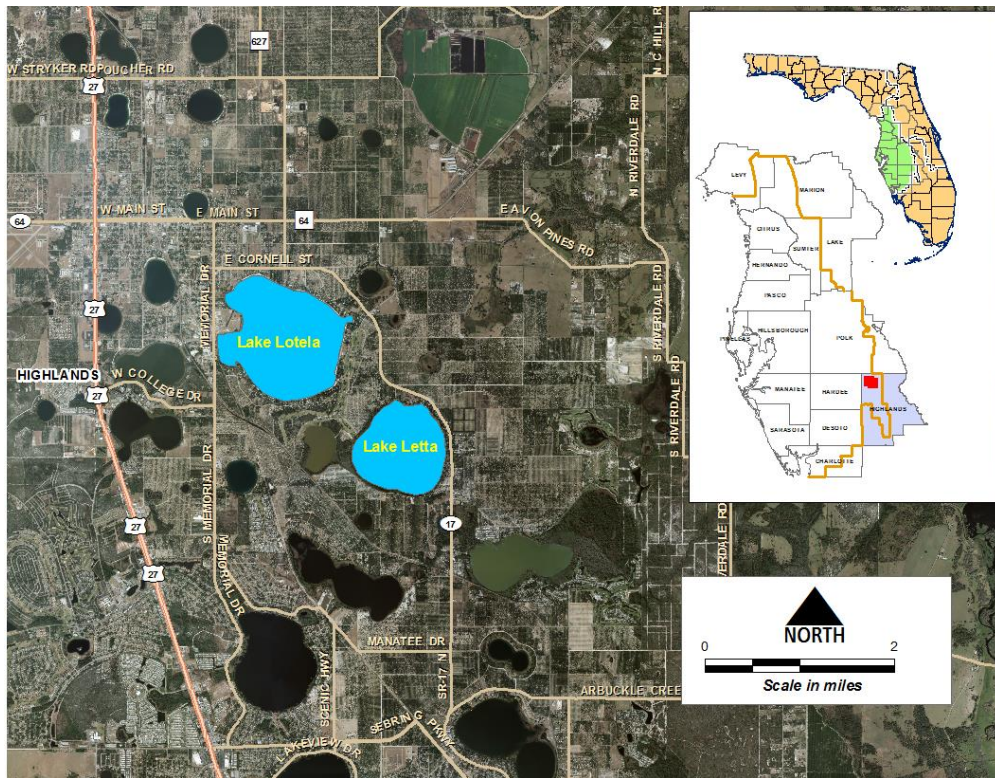 627
N C HILL R
W STRYKER RD
POUCHER RD
27
N RIVERDALE RD
W MAIN ST
E MAIN ST
64
64
E AVON PINES RD
E CORNELL ST
MEMORIAL DR
S RIVERDALE RD
27
Lake Lotela
HIGHLANDS
W COLLEGE DR
27
S RIVERDALE RD
Lake Letta
S MEMORIAL DR
17
27
27
MEMORIAL DR
RIVERDALE RD
MANATEE DR
SCENIC HWY
SR-17 N
ARBUCKLE CREE
SEBRING PKWY
LAKEVIEW DR
LEVY
MARION
CITRUS
SUMTER
LAKE
HERNANDO
PASCO
HILLSBOROUGH
PINELLAS
POLK
MANATEE
HARDEE
HIGHLANDS
SARASOTA
DESOTO
CHARLOTTE
NORTH
0 2
Scale in miles